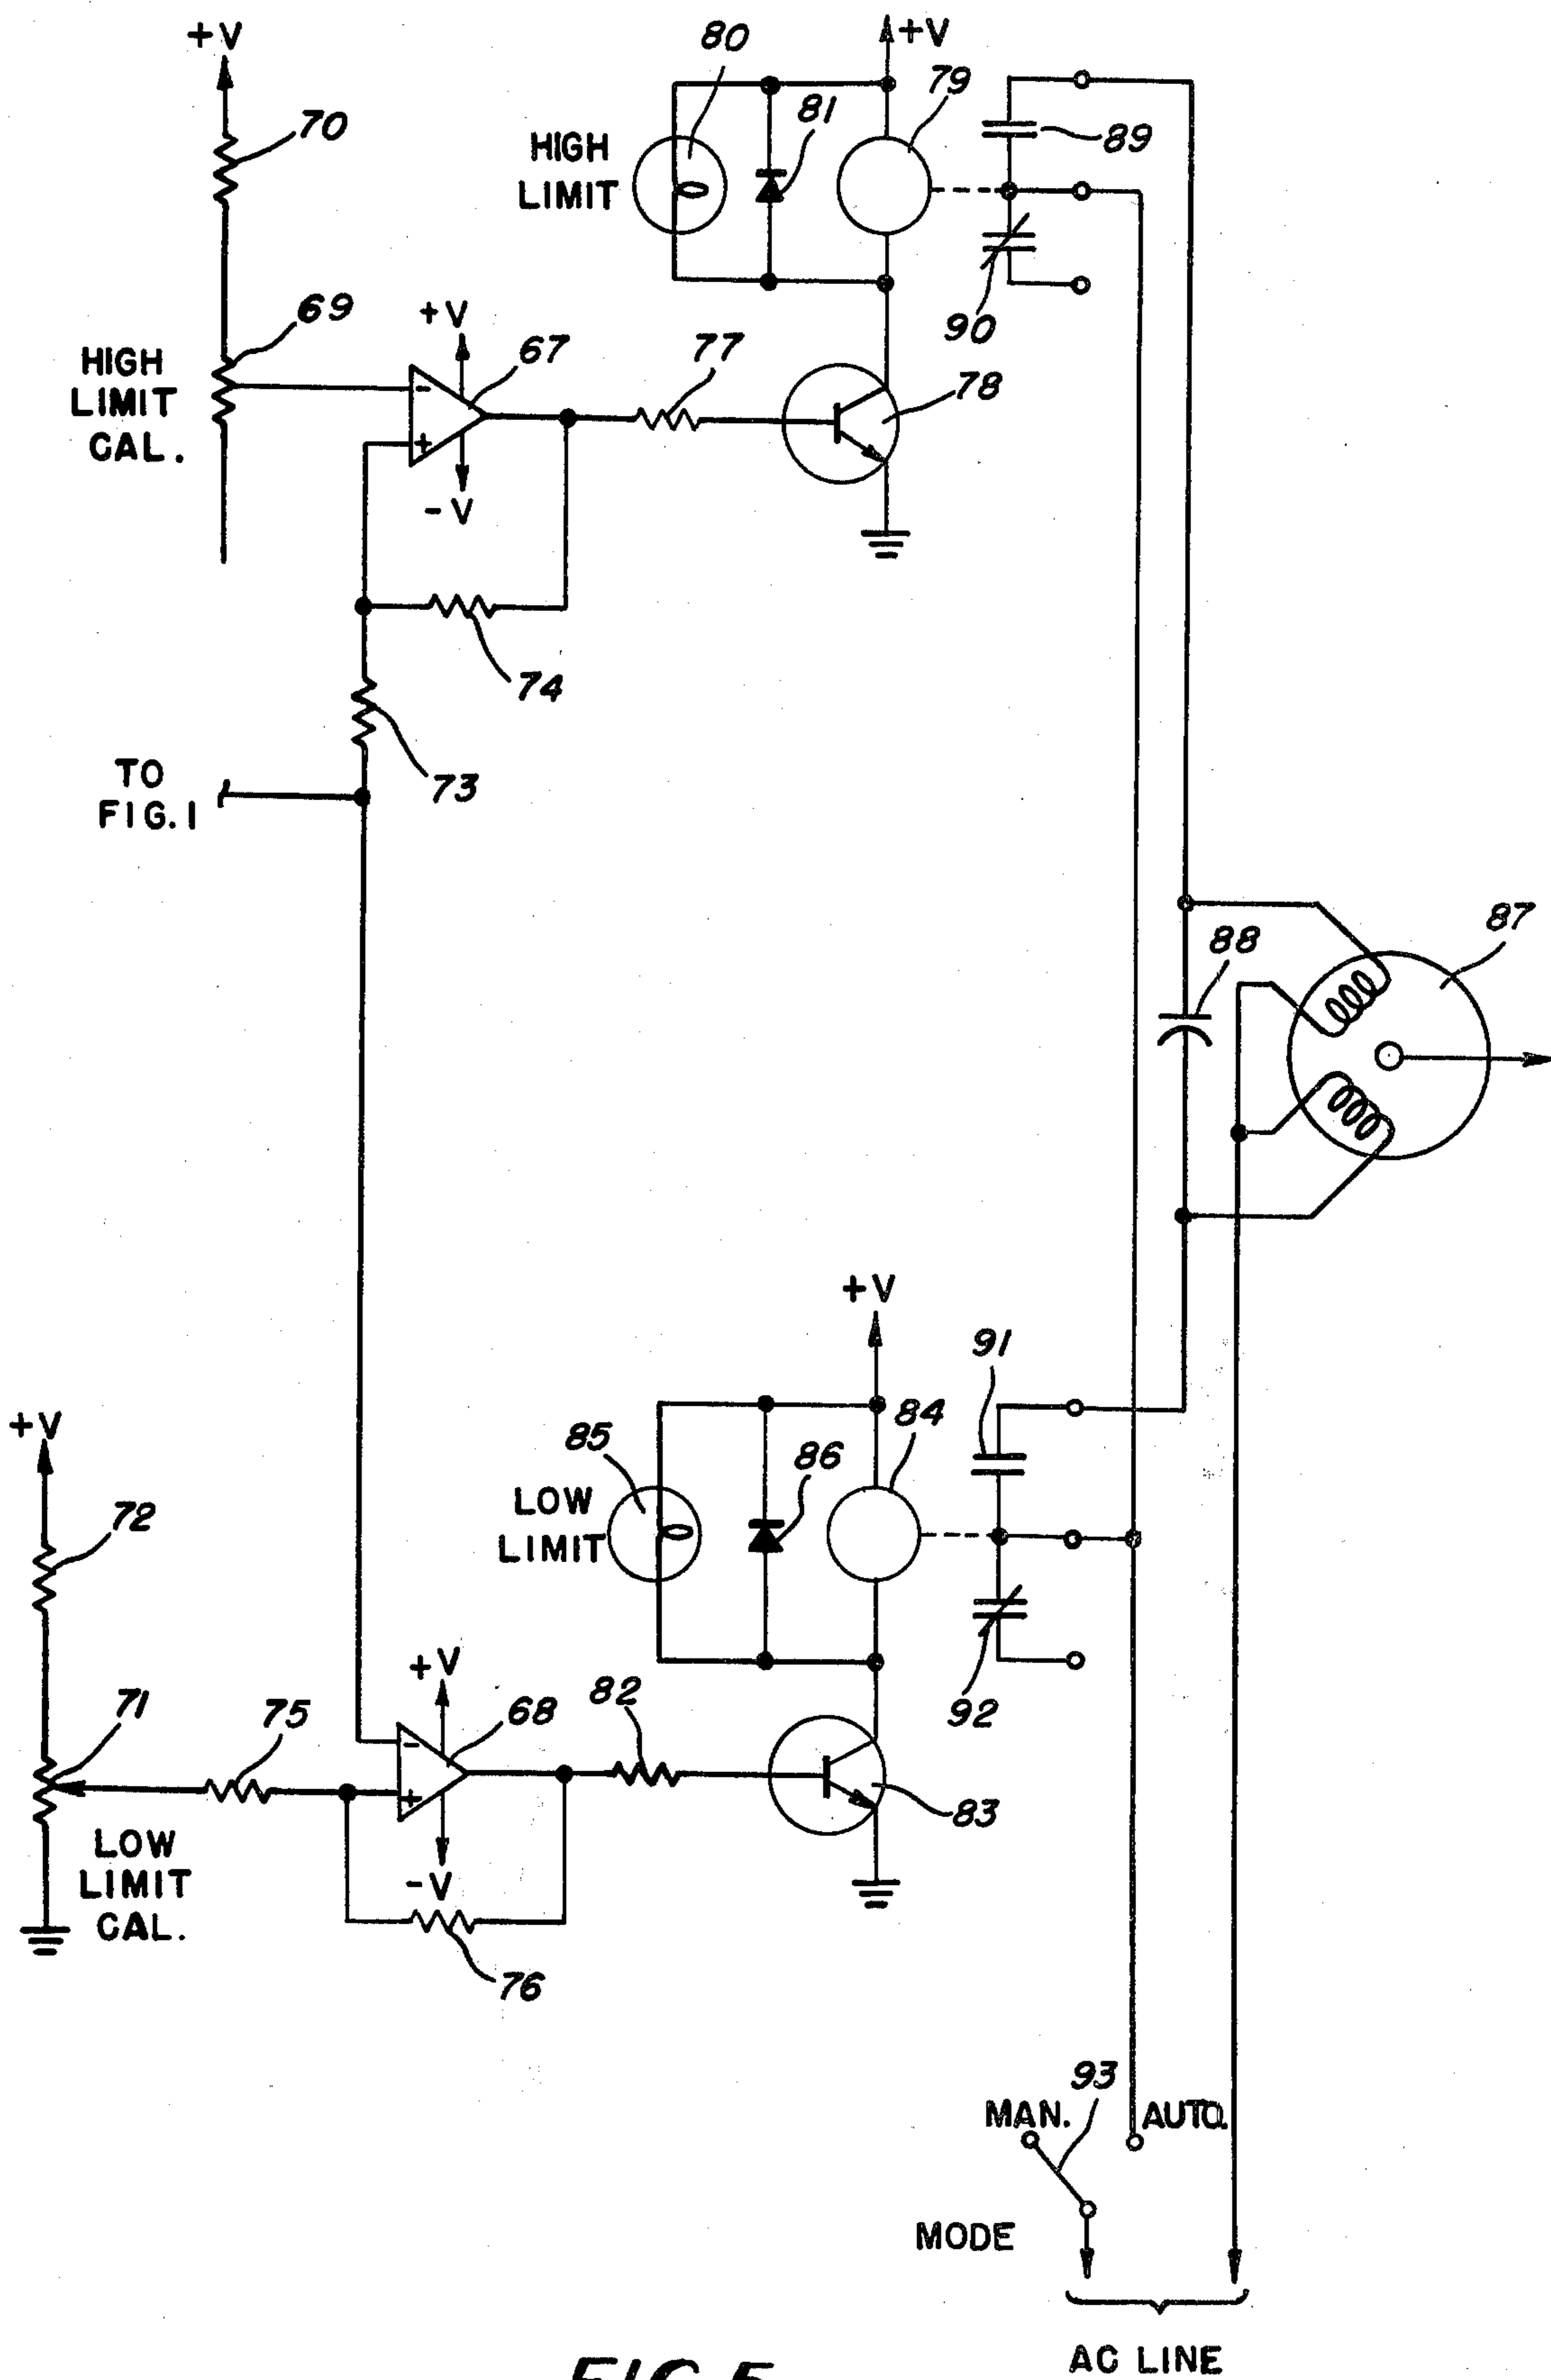 +V
80
+V
79
70
81
89
HIGH
LIMIT
69
+V
90
HIGH
LIMIT
CAL.
67
77
78
-
+
-V
74
73
TO
FIG. 1
87
88
+V
91
84
+V
85
86
72
LOW
LIMIT
+V
82
92
71
75
68
-
+
83
LOW
LIMIT
CAL.
-V
76
93
MAN.
AUTO.
MODE
AC LINE
FIG. 5